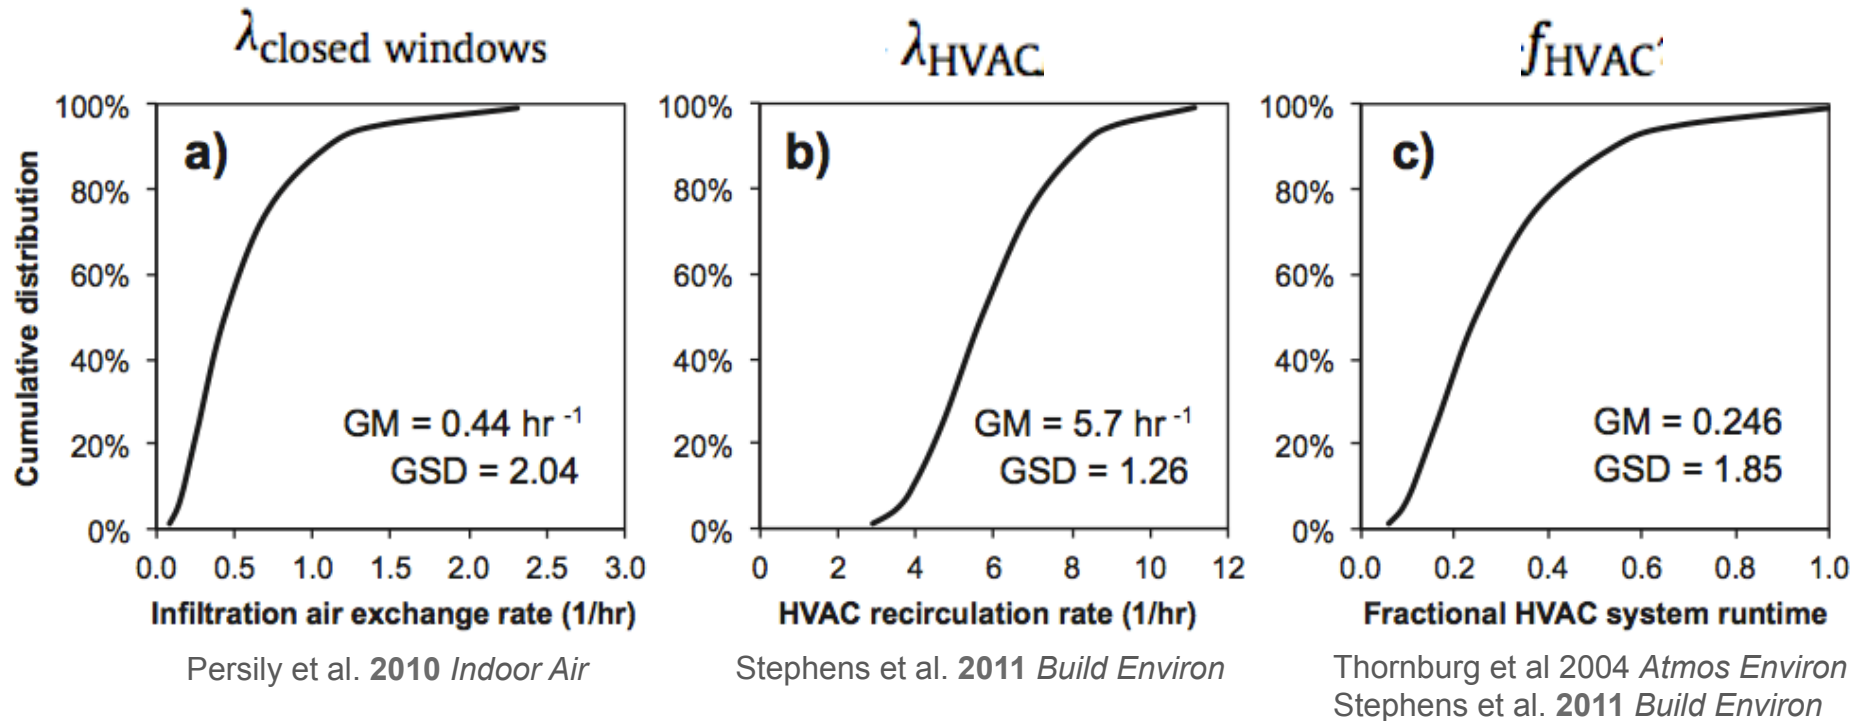 λclosed windows
λHVAC
fHVAC
Cumulative distribution
100%
80%
60%
40%
20%
0%
a)
GM = 0.44 hr -1
GSD = 2.04
0.0 0.5 1.0 1.5 2.0 2.5 3.0
Infiltration air exchange rate (1/hr)
Persily et al. 2010 Indoor Air
100%
80%
60%
40%
20%
0%
b)
GM = 5.7 hr -1
GSD = 1.26
0 2 4 6 8 10 12
HVAC recirculation rate (1/hr)
Stephens et al. 2011 Build Environ
100%
80%
60%
40%
20%
0%
c)
GM = 0.246
GSD = 1.85
0.0 0.2 0.4 0.6 0.8 1.0
Fractional HVAC system runtime
Thornburg et al 2004 Atmos Environ
Stephens et al. 2011 Build Environ